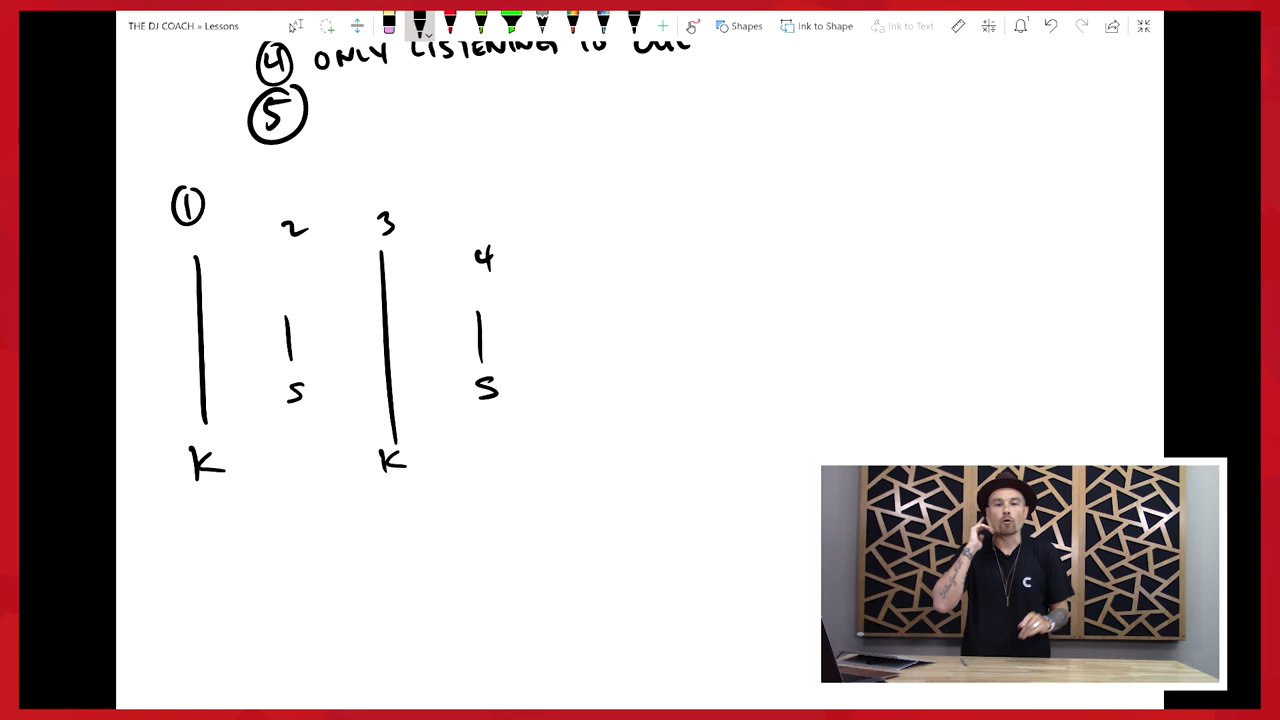 THE DJ COACH » Lessons
Shapes
Ink to Shape
Ink to Text
4 ONLY LISTENING TO CUE
5
1 2 3 4
S S
K K
C